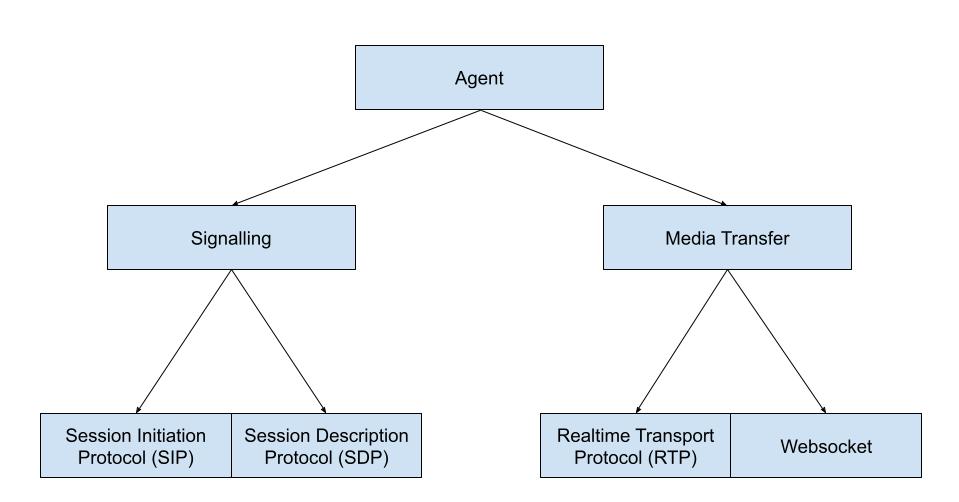 Agent
Signalling
Media Transfer
Session Initiation
Protocol (SIP)
Session Description
Protocol (SDP)
Realtime Transport
Protocol (RTP)
Websocket